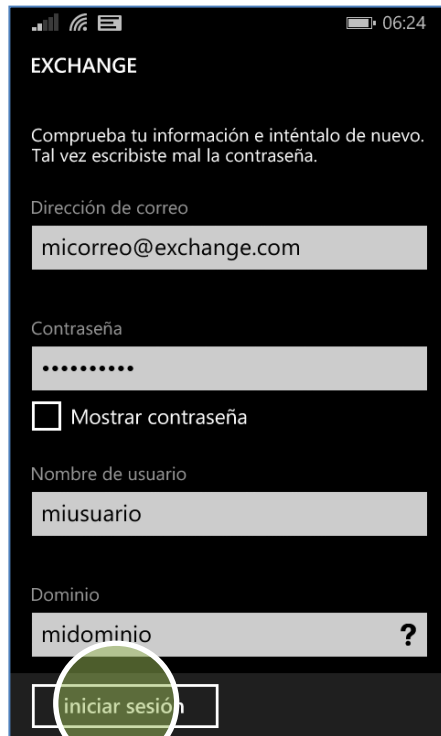 06:24
EXCHANGE
Comprueba tu información e inténtalo de nuevo.
Tal vez escribiste mal la contraseña.
Dirección de correo
micorreo@exchange.com
Contraseña
••••••••••
Mostrar contraseña
Nombre de usuario
miusuario
Dominio
midominio ?
iniciar sesión